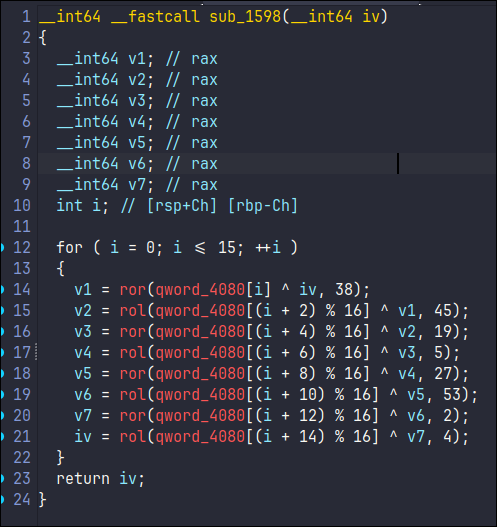 1 __int64 __fastcall sub_1598(__int64 iv)
2 {
3 __int64 v1; // rax
4 __int64 v2; // rax
5 __int64 v3; // rax
6 __int64 v4; // rax
7 __int64 v5; // rax
8 __int64 v6; // rax
9 __int64 v7; // rax
10 int i; // [rsp+Ch] [rbp-Ch]
11
12 for ( i = 0; i <= 15; ++i )
13 {
14 v1 = ror(qword_4080[i] ^ iv, 38);
15 v2 = rol(qword_4080[(i + 2) % 16] ^ v1, 45);
16 v3 = ror(qword_4080[(i + 4) % 16] ^ v2, 19);
17 v4 = rol(qword_4080[(i + 6) % 16] ^ v3, 5);
18 v5 = ror(qword_4080[(i + 8) % 16] ^ v4, 27);
19 v6 = rol(qword_4080[(i + 10) % 16] ^ v5, 53);
20 v7 = ror(qword_4080[(i + 12) % 16] ^ v6, 2);
21 iv = rol(qword_4080[(i + 14) % 16] ^ v7, 4);
22 }
23 return iv;
24 }